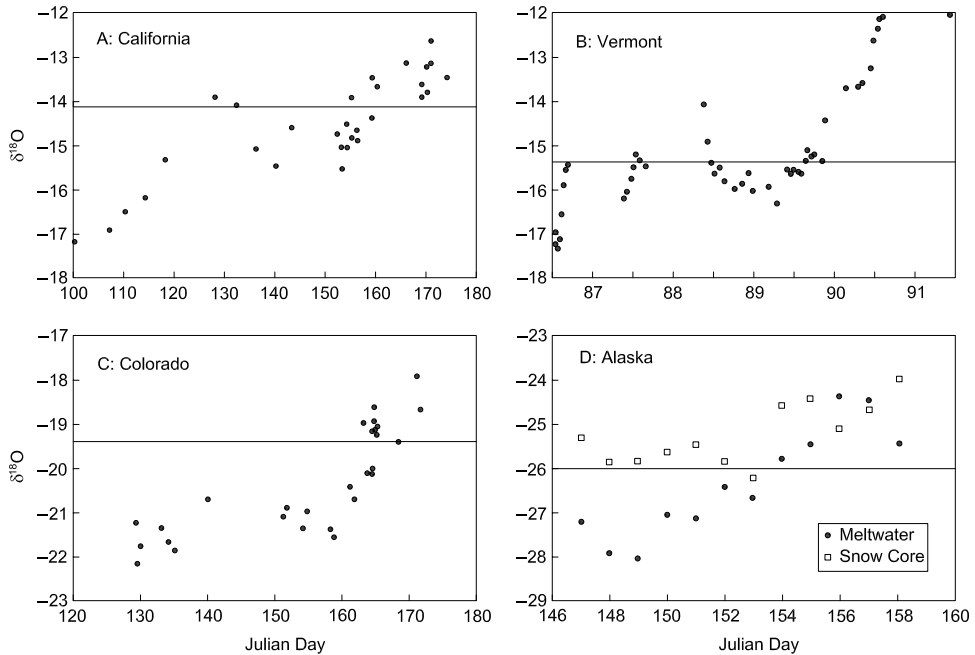 A: California
δ¹⁸O
−12
−13
−14
−15
−16
−17
−18
100 110 120 130 140 150 160 170 180
B: Vermont
−12
−13
−14
−15
−16
−17
−18
87 88 89 90 91
C: Colorado
δ¹⁸O
−17
−18
−19
−20
−21
−22
−23
120 130 140 150 160 170 180
Julian Day
D: Alaska
−23
−24
−25
−26
−27
−28
−29
Meltwater
Snow Core
146 148 150 152 154 156 158 160
Julian Day